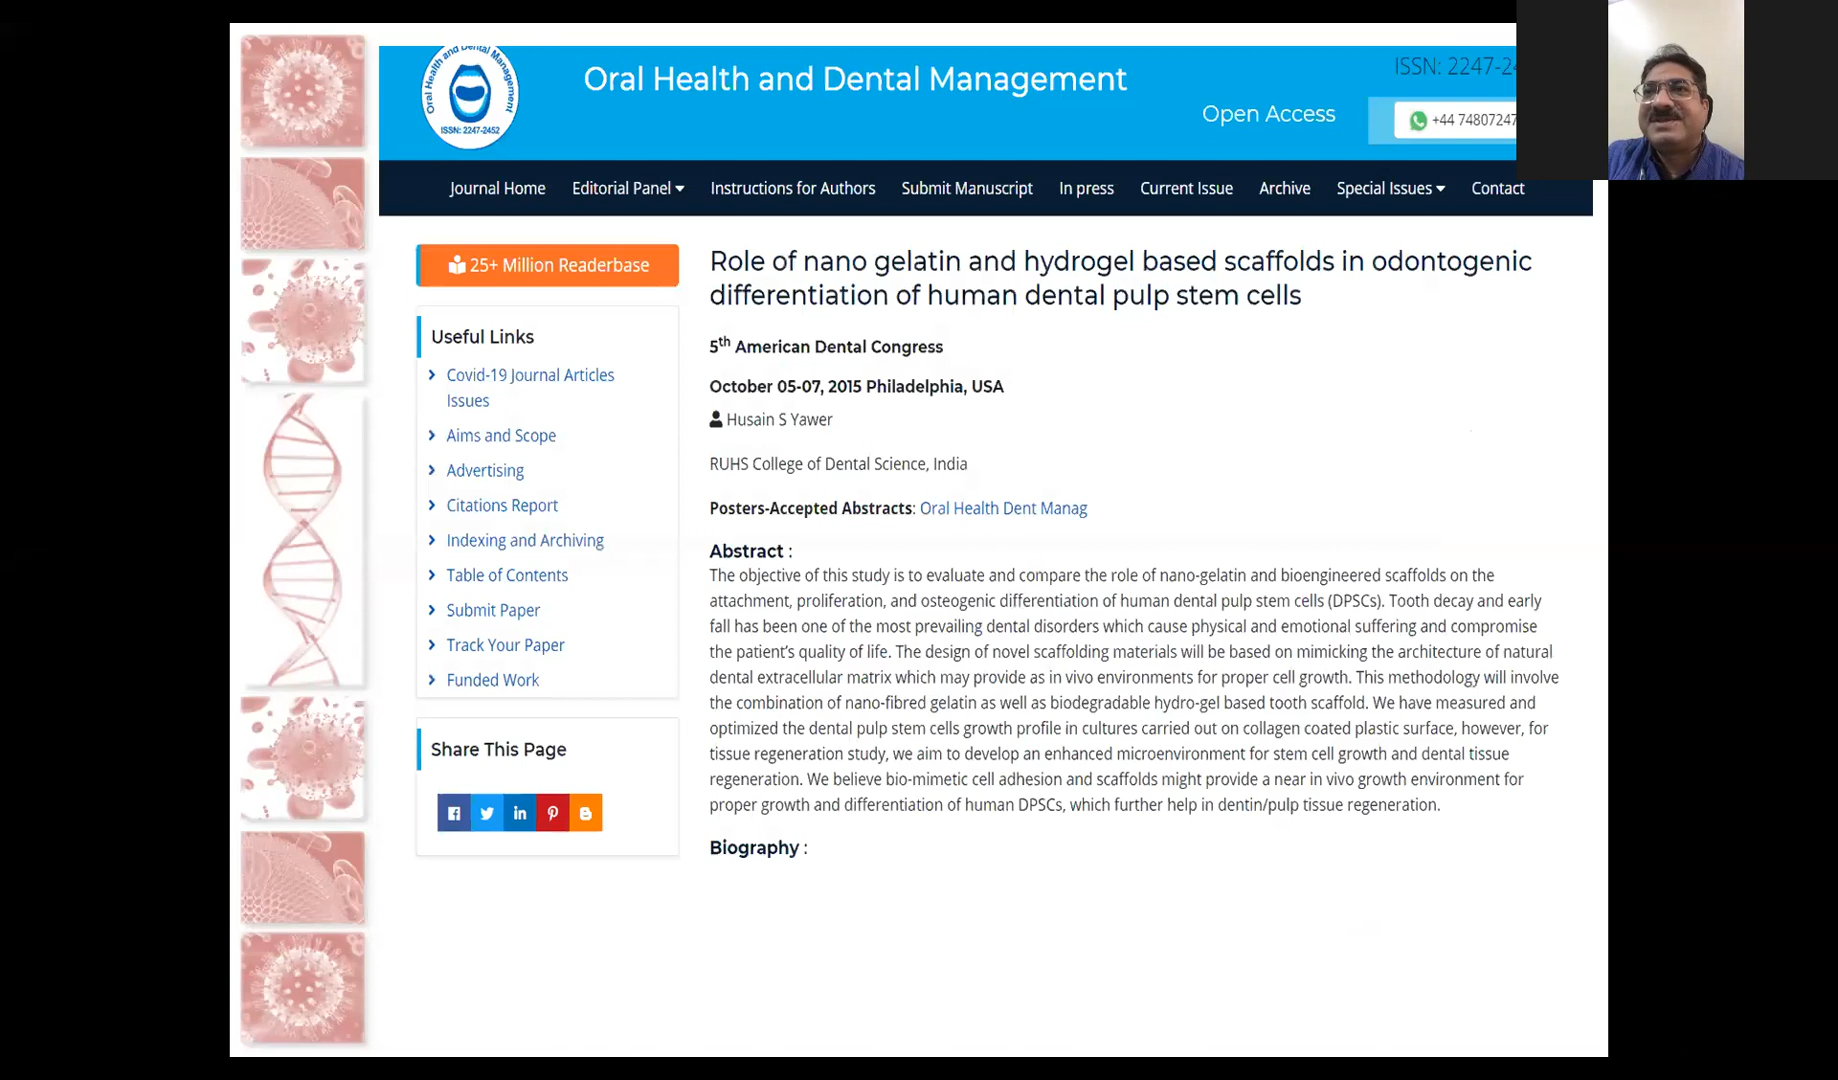 Oral Health and Dental Management
ISSN: 2247-2452
Oral Health and Dental Management
ISSN: 2247-24
Open Access
+44 74807247
Journal Home Editorial Panel Instructions for Authors Submit Manuscript In press Current Issue Archive Special Issues Contact
25+ Million Readerbase
Useful Links
Covid-19 Journal Articles
Issues
Aims and Scope
Advertising
Citations Report
Indexing and Archiving
Table of Contents
Submit Paper
Track Your Paper
Funded Work
Share This Page
Role of nano gelatin and hydrogel based scaffolds in odontogenic
differentiation of human dental pulp stem cells
5th American Dental Congress
October 05-07, 2015 Philadelphia, USA
Husain S Yawer
RUHS College of Dental Science, India
Posters-Accepted Abstracts: Oral Health Dent Manag
Abstract :
The objective of this study is to evaluate and compare the role of nano-gelatin and bioengineered scaffolds on the
attachment, proliferation, and osteogenic differentiation of human dental pulp stem cells (DPSCs). Tooth decay and early
fall has been one of the most prevailing dental disorders which cause physical and emotional suffering and compromise
the patient's quality of life. The design of novel scaffolding materials will be based on mimicking the architecture of natural
dental extracellular matrix which may provide as in vivo environments for proper cell growth. This methodology will involve
the combination of nano-fibred gelatin as well as biodegradable hydro-gel based tooth scaffold. We have measured and
optimized the dental pulp stem cells growth profile in cultures carried out on collagen coated plastic surface, however, for
tissue regeneration study, we aim to develop an enhanced microenvironment for stem cell growth and dental tissue
regeneration. We believe bio-mimetic cell adhesion and scaffolds might provide a near in vivo growth environment for
proper growth and differentiation of human DPSCs, which further help in dentin/pulp tissue regeneration.
Biography :